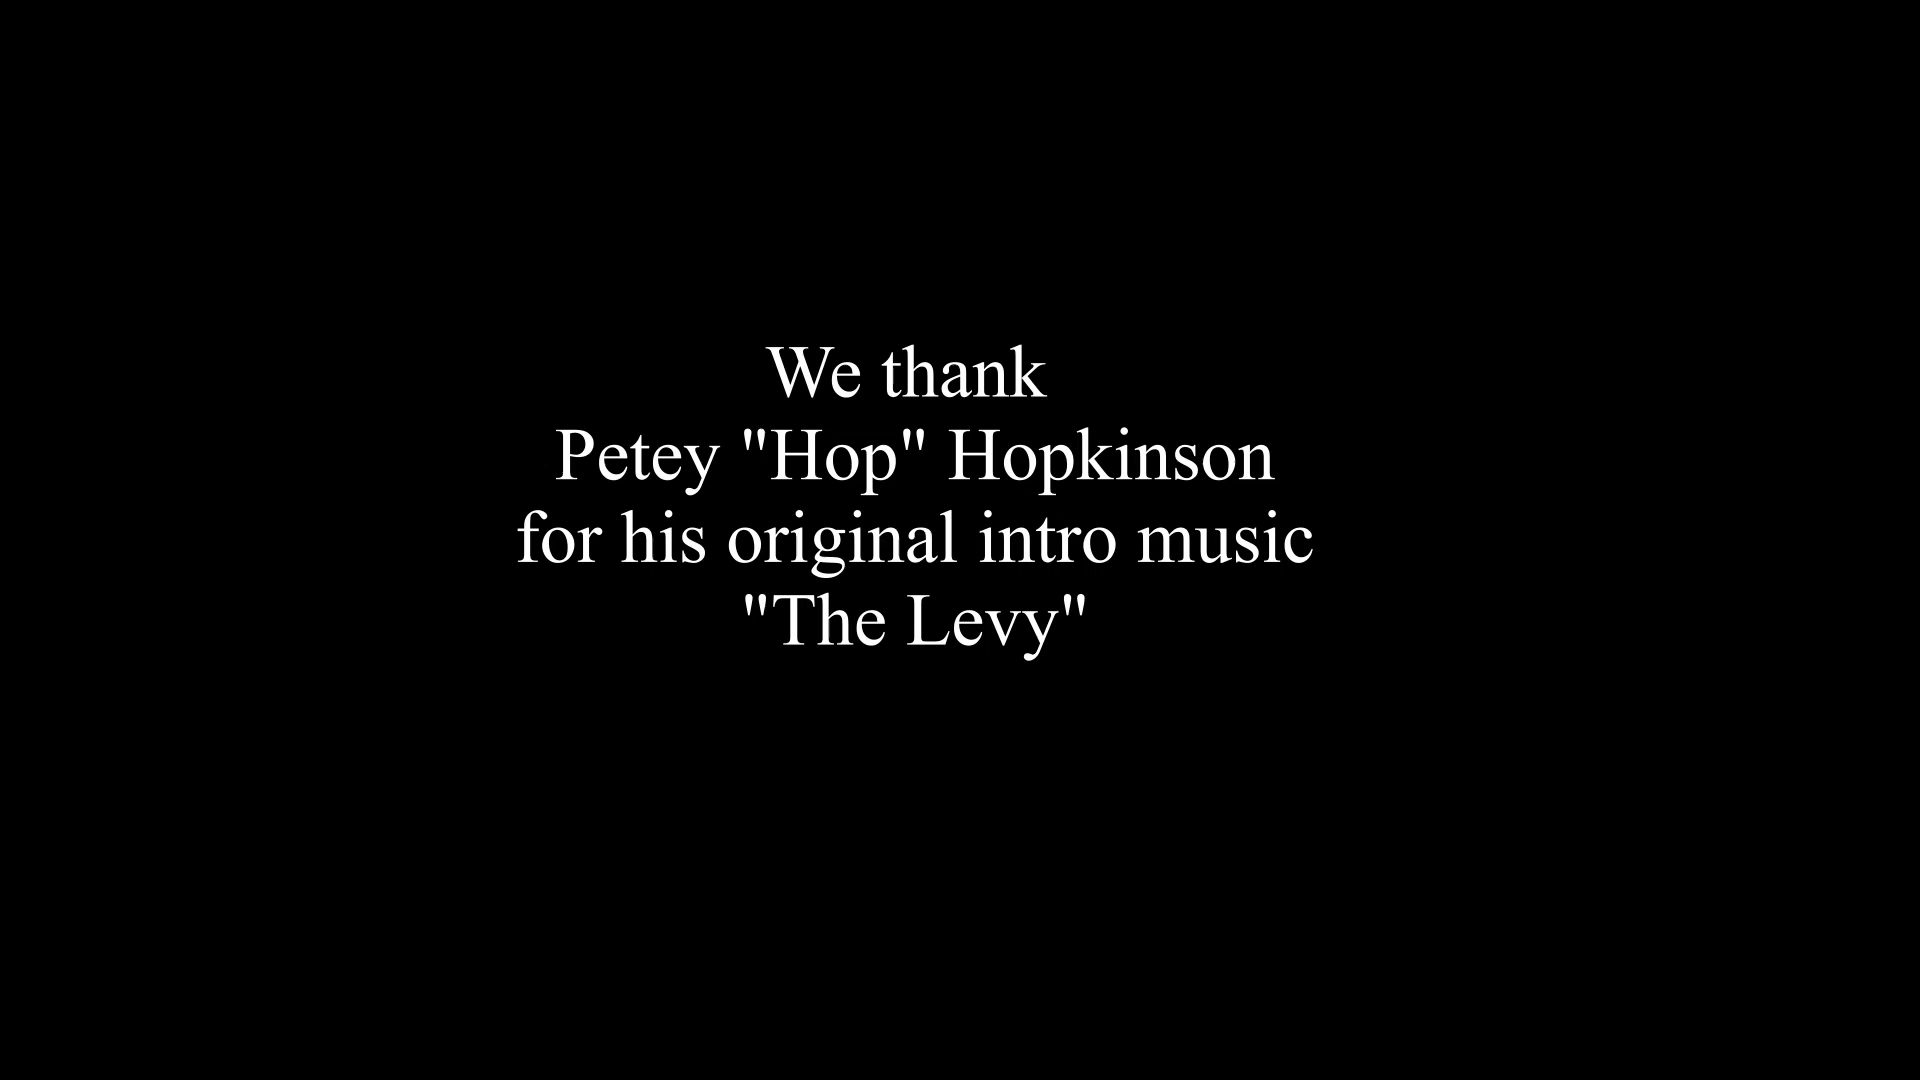 We thank
Petey "Hop" Hopkinson
for his original intro music
"The Levy"